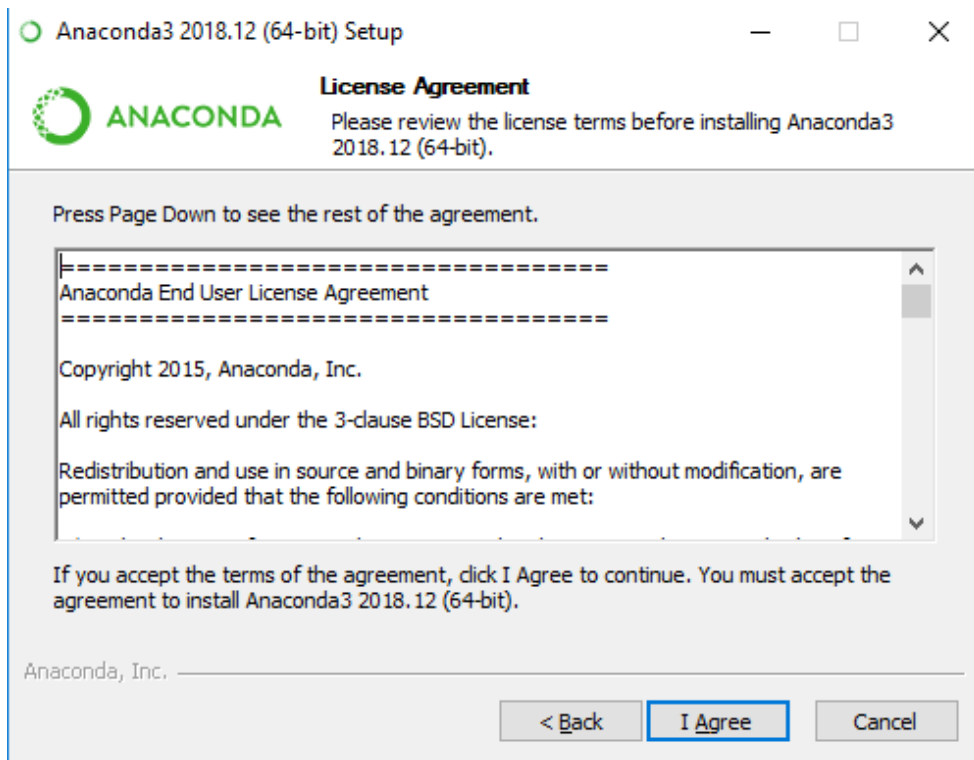 Anaconda3 2018.12 (64-bit) Setup
ANACONDA
License Agreement
Please review the license terms before installing Anaconda3
2018.12 (64-bit).
Press Page Down to see the rest of the agreement.
===================================
Anaconda End User License Agreement
===================================
Copyright 2015, Anaconda, Inc.
All rights reserved under the 3-clause BSD License:
Redistribution and use in source and binary forms, with or without modification, are
permitted provided that the following conditions are met:
If you accept the terms of the agreement, click I Agree to continue. You must accept the
agreement to install Anaconda3 2018.12 (64-bit).
Anaconda, Inc.
< Back
I Agree
Cancel